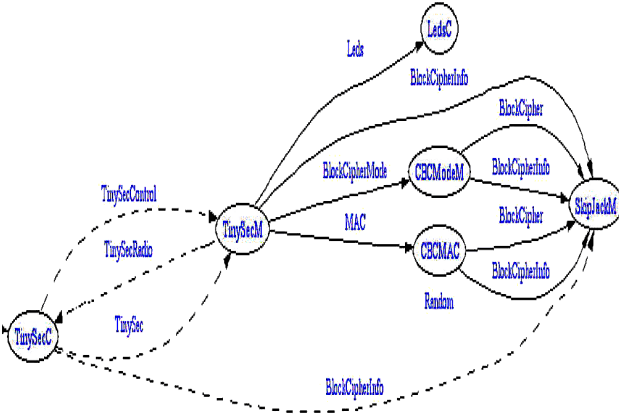 LedsC
Leds
BlockCipherInfo
BlockCipher
BlockCipherMode
CBCModeM
BlockCipherInfo
TinySecControl
SkipJackM
TinySecM
MAC
BlockCipher
TinySecRadio
CBCMAC
BlockCipherInfo
Random
TinySec
TinySecC
BlockCipherInfo